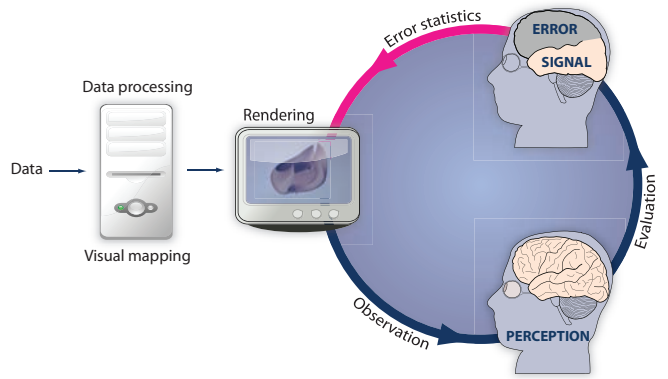 Data
Data processing
Visual mapping
Rendering
Error statistics
ERROR
SIGNAL
Evaluation
PERCEPTION
Observation